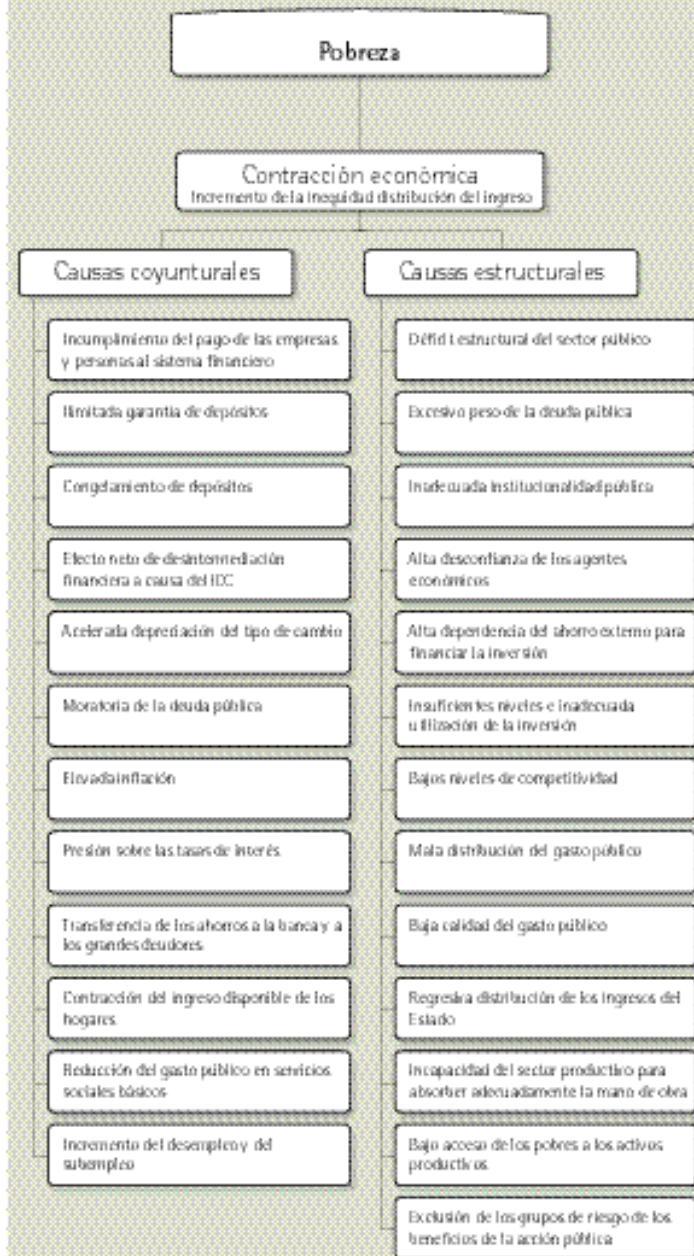 Pobreza
Contracción económica
Incremento de la inequidad distribución del ingreso
Causas coyunturales
Incumplimiento del pago de las empresas
y personas al sistema financiero
Ilimitada garantía de depósitos
Congelamiento de depósitos
Efecto neto de desintermediación
financiera a causa del ICC
Acelerada depreciación del tipo de cambio
Moratoria de la deuda pública
Elevada inflación
Presión sobre las tasas de interés.
Transferencia de los ahorros a la banca y a
los grandes deudores
Contracción del ingreso disponible de los
hogares.
Reducción del gasto público en servicios
sociales básicos
Incremento del desempleo y del
subempleo
Causas estructurales
Déficit estructural del sector público
Excesivo peso de la deuda pública
Inadecuada institucionalidad pública
Alta desconfianza de los agentes
económicos
Alta dependencia del ahorro externo para
financiar la inversión
Insuficientes niveles e inadecuada
utilización de la inversión
Bajos niveles de competitividad
Mala distribución del gasto público
Baja calidad del gasto público
Regresiva distribución de los ingresos del
Estado
Incapacidad del sector productivo para
absorber adecuadamente la mano de obra
Bajo acceso de los pobres a los activos
productivos.
Exclusión de los grupos de riesgo de los
beneficios de la acción pública